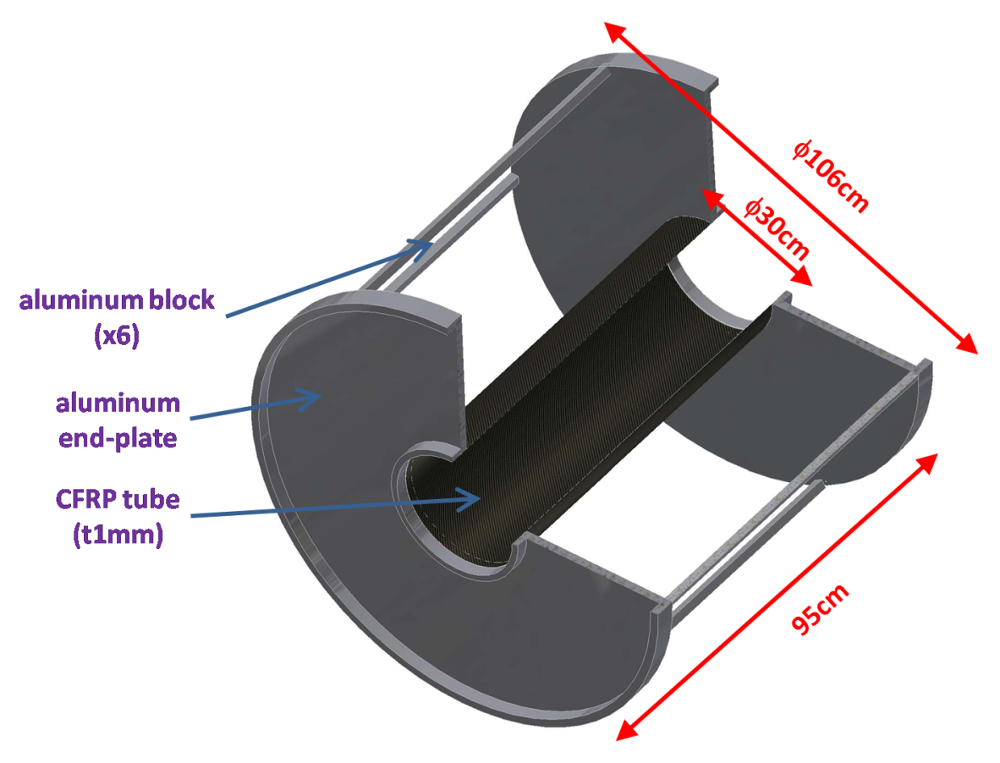 ϕ106cm
ϕ30cm
aluminum block
(x6)
aluminum
end-plate
CFRP tube
(t1mm)
95cm